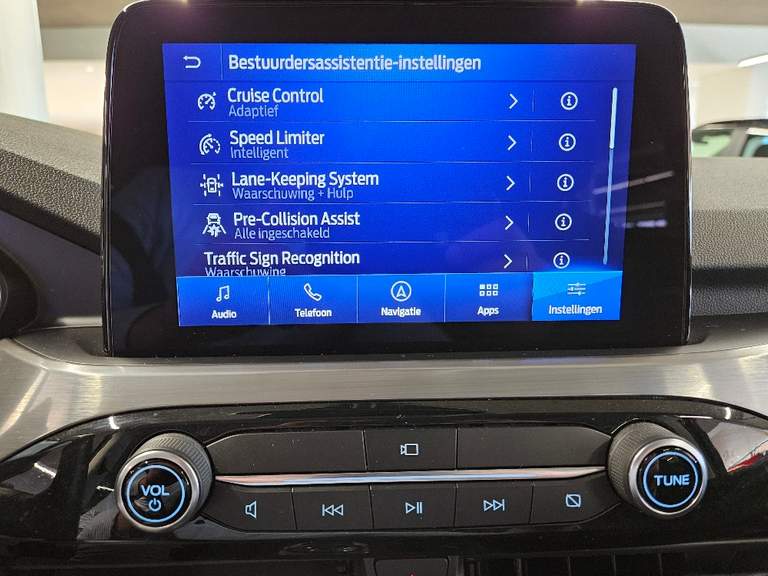 Bestuurdersassistentie-instellingen
Cruise Control
Adaptief
Speed Limiter
Intelligent
Lane-Keeping System
Waarschuwing + Hulp
Pre-Collision Assist
Alle ingeschakeld
Traffic Sign Recognition
Waarschuwing
Audio Telefoon Navigatie Apps Instellingen
VOL TUNE